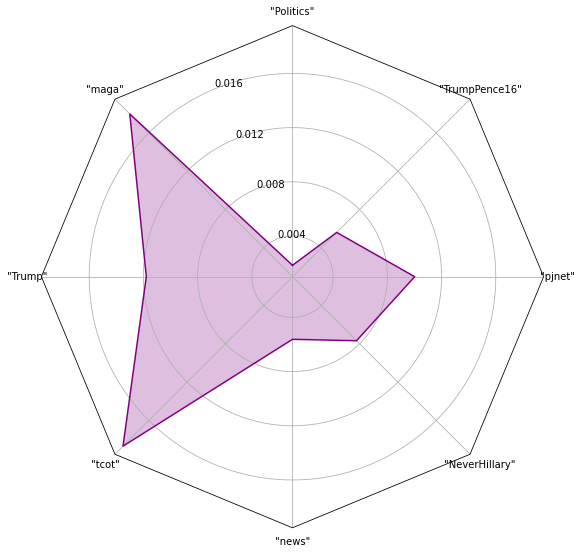 "Politics"
"maga"
"TrumpPence16"
0.016
0.012
0.008
0.004
"Trump"
"pjnet"
"tcot"
"NeverHillary"
"news"